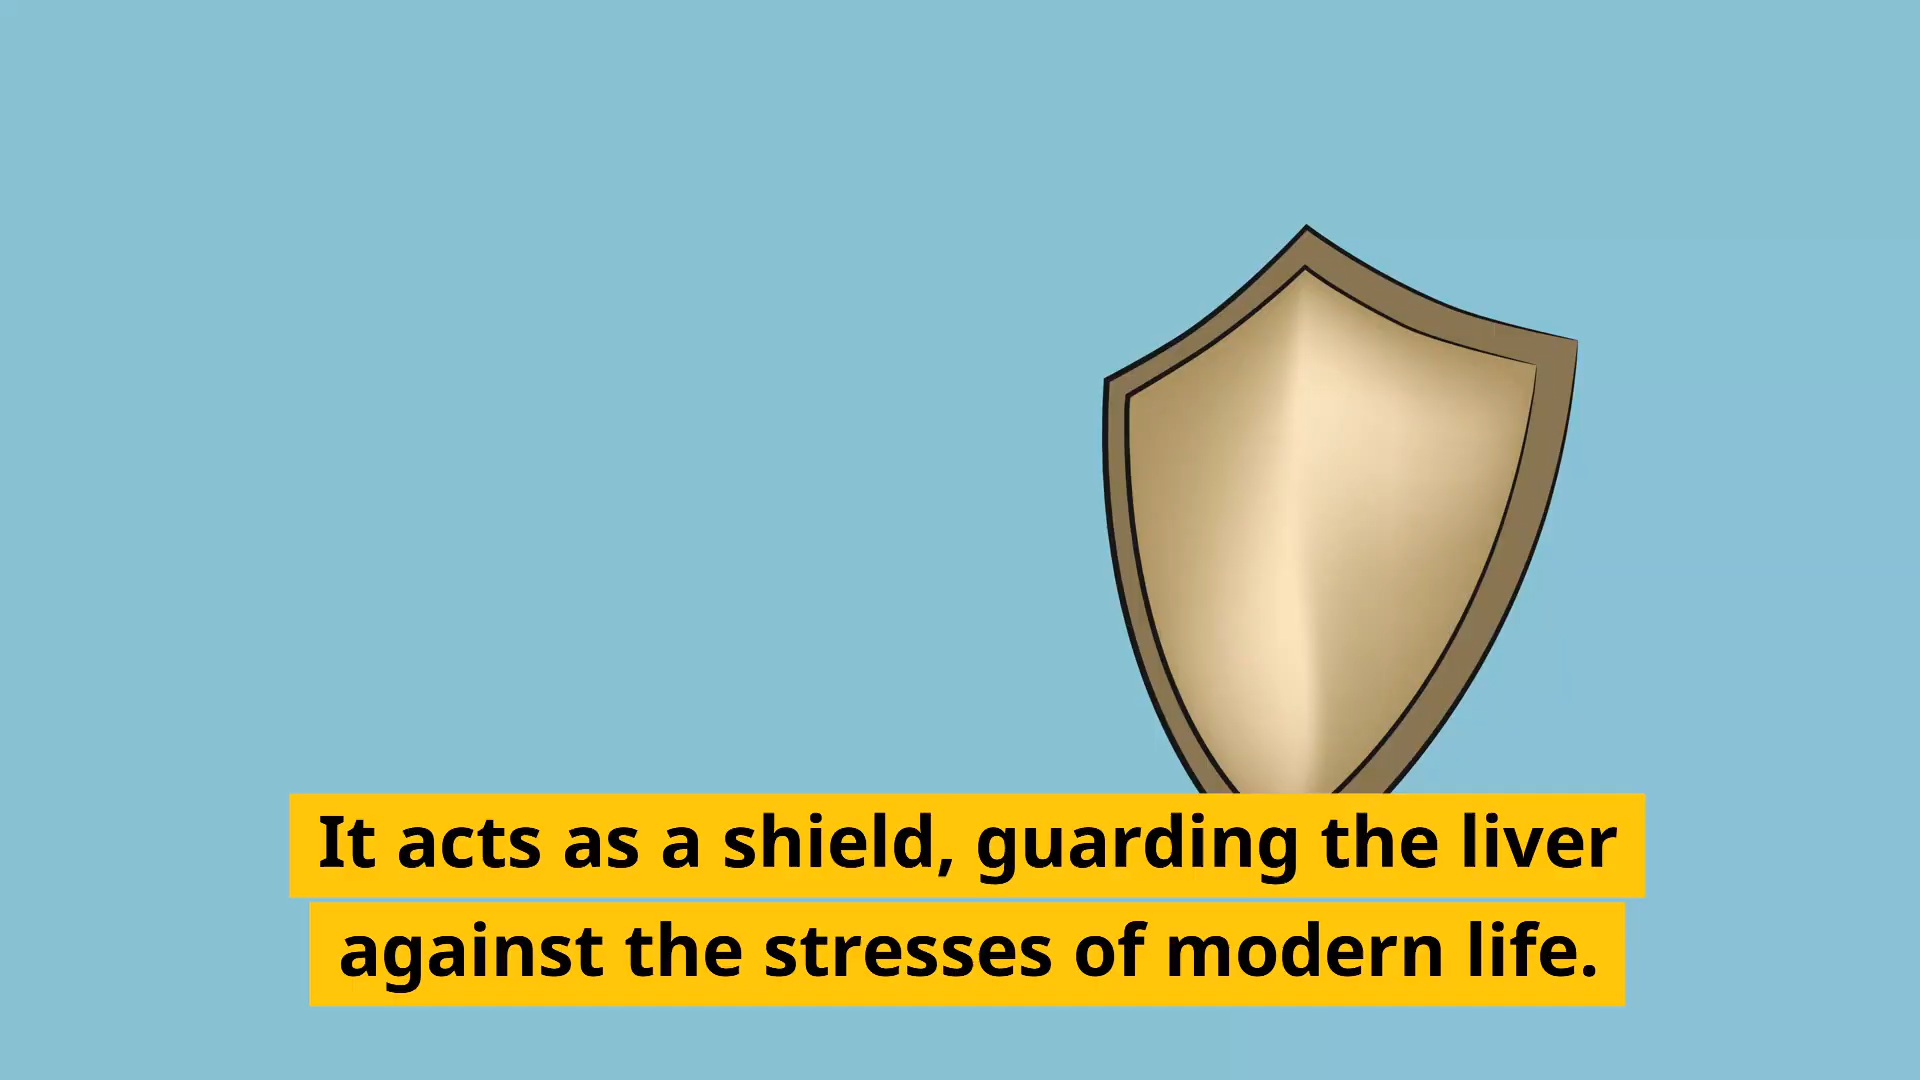 It acts as a shield, guarding the liver
against the stresses of modern life.